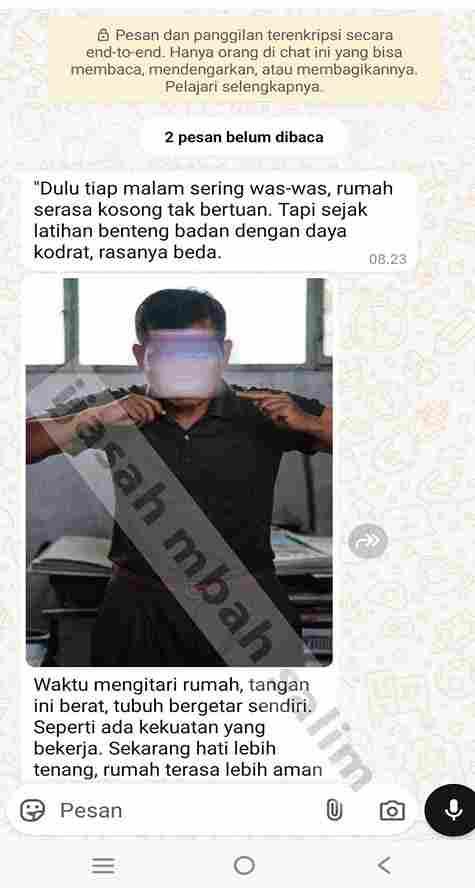 Pesan dan panggilan terenkripsi secara
end-to-end. Hanya orang di chat ini yang bisa
membaca, mendengarkan, atau membagikannya.
Pelajari selengkapnya.
2 pesan belum dibaca
"Dulu tiap malam sering was-was, rumah
serasa kosong tak bertuan. Tapi sejak
latihan benteng badan dengan daya
kodrat, rasanya beda.
08.23
ijasah mbah salim
Waktu mengitari rumah, tangan
ini berat, tubuh bergetar sendiri.
Seperti ada kekuatan yang
bekerja. Sekarang hati lebih
tenang, rumah terasa lebih aman
Pesan